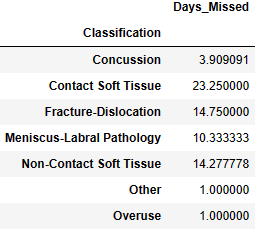 Days_Missed
Classification
Concussion 3.909091
Contact Soft Tissue 23.250000
Fracture-Dislocation 14.750000
Meniscus-Labral Pathology 10.333333
Non-Contact Soft Tissue 14.277778
Other 1.000000
Overuse 1.000000